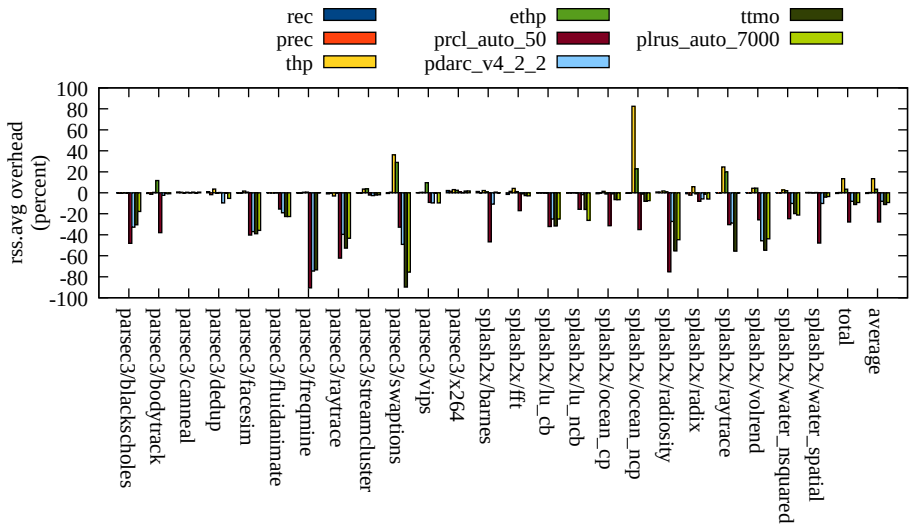 rec
prec
thp
ethp
prcl_auto_50
pdarc_v4_2_2
ttmo
plrus_auto_7000
rss.avg overhead
(percent)
100
80
60
40
20
0
-20
-40
-60
-80
-100
parsec3/blackscholes
parsec3/bodytrack
parsec3/canneal
parsec3/dedup
parsec3/facesim
parsec3/fluidanimate
parsec3/freqmine
parsec3/raytrace
parsec3/streamcluster
parsec3/swaptions
parsec3/vips
parsec3/x264
splash2x/barnes
splash2x/fft
splash2x/lu_cb
splash2x/lu_ncb
splash2x/ocean_cp
splash2x/ocean_ncp
splash2x/radiosity
splash2x/radix
splash2x/raytrace
splash2x/volrend
splash2x/water_nsquared
splash2x/water_spatial
total
average